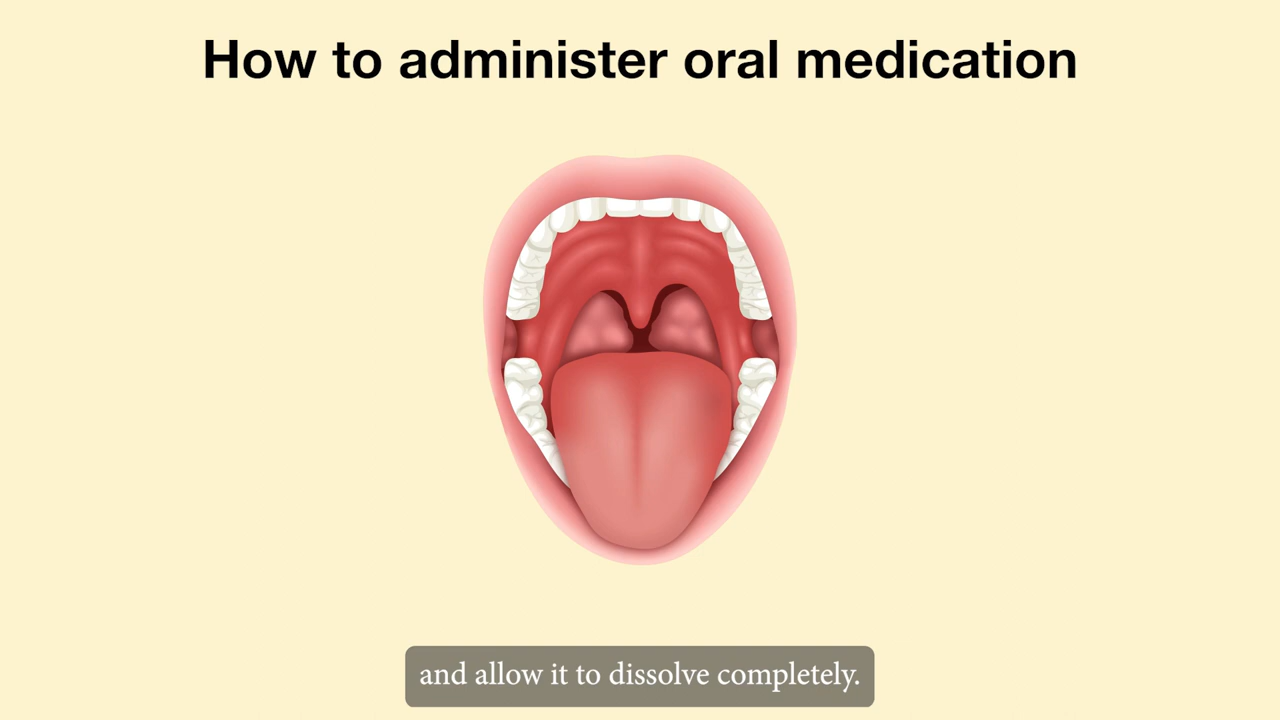 How to administer oral medication
and allow it to dissolve completely.